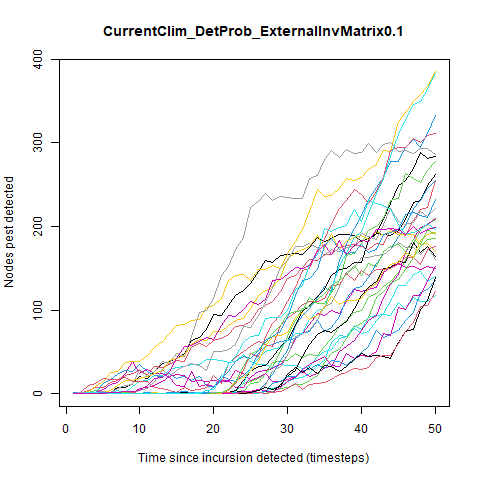 CurrentClim_DetProb_ExternalInvMatrix0.1
Nodes pest detected
400
300
200
100
0
0 10 20 30 40 50
Time since incursion detected (timesteps)